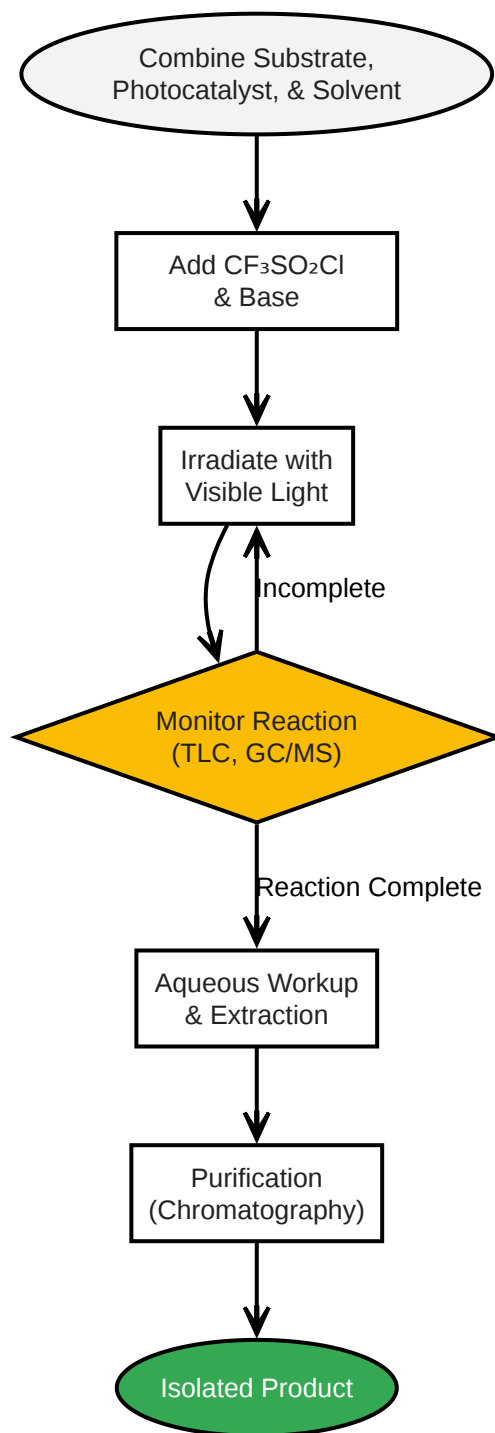 Combine Substrate,
Photocatalyst, & Solvent
Add CF₃SO₂Cl
& Base
Irradiate with
Visible Light
Incomplete
Monitor Reaction
(TLC, GC/MS)
Reaction Complete
Aqueous Workup
& Extraction
Purification
(Chromatography)
Isolated Product